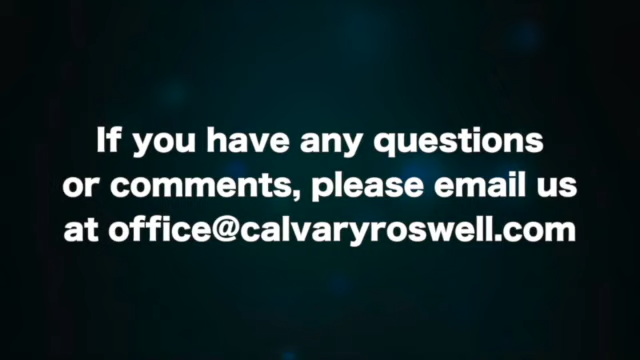 If you have any questions
or comments, please email us
at office@calvaryroswell.com